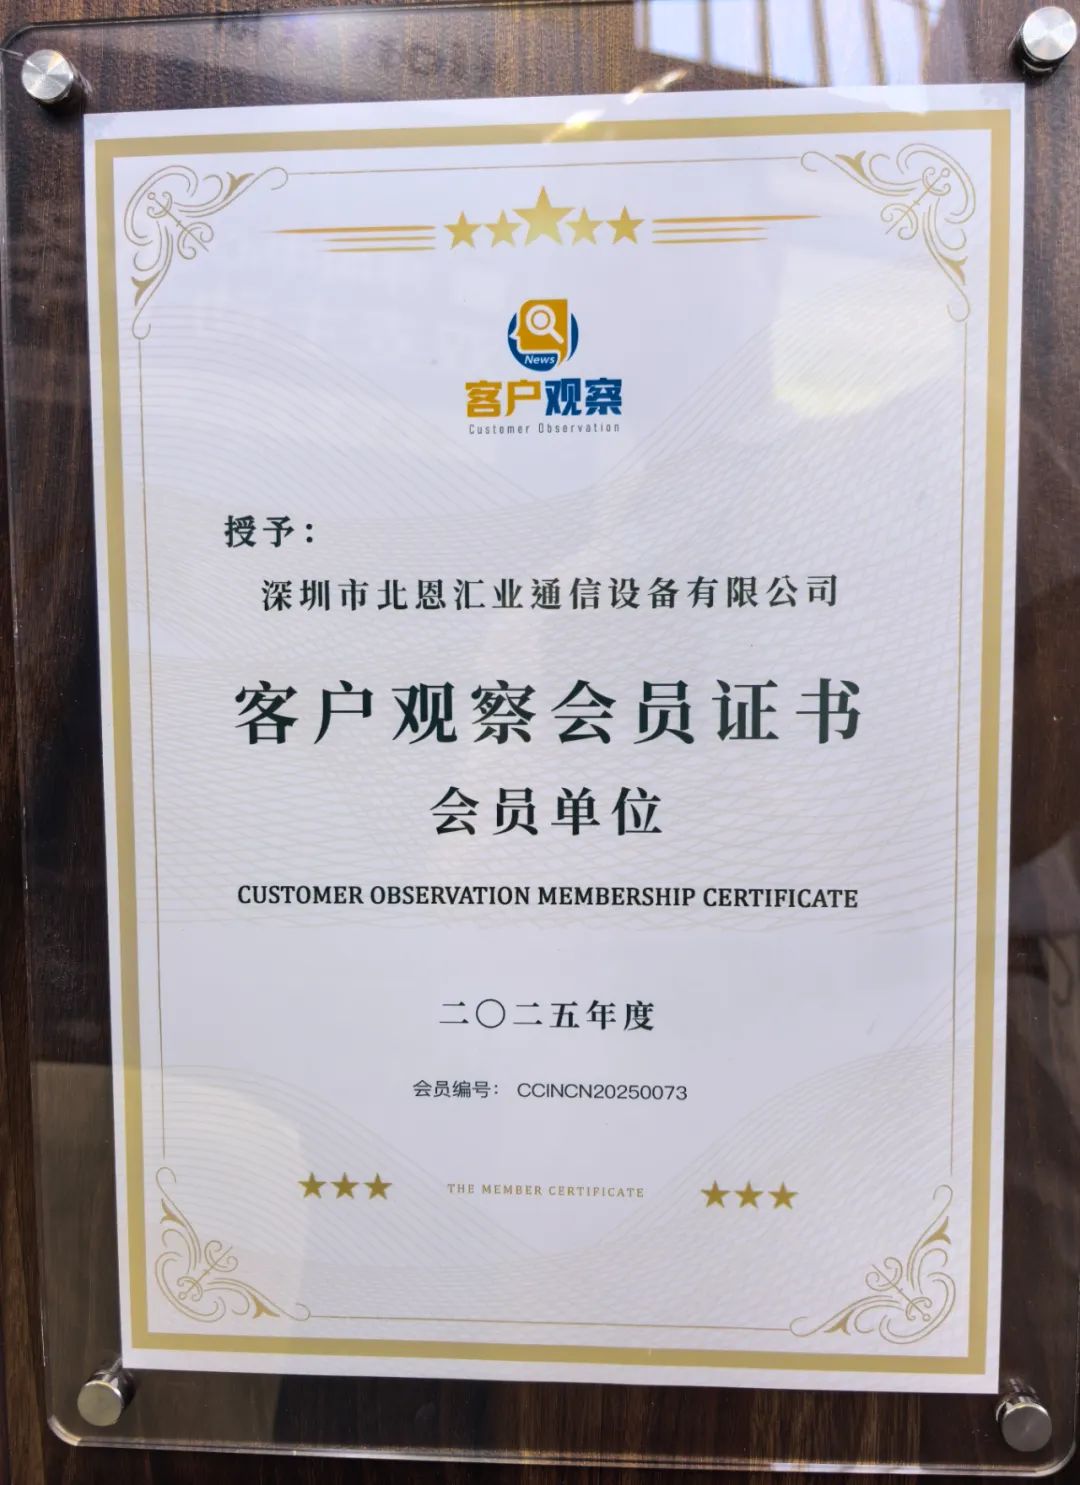 News
客户观察
Customer Observation
授予：
深圳市北恩汇业通信设备有限公司
客户观察会员证书
会员单位
CUSTOMER OBSERVATION MEMBERSHIP CERTIFICATE
二〇二五年度
会员编号： CCINCN20250073
THE MEMBER CERTIFICATE